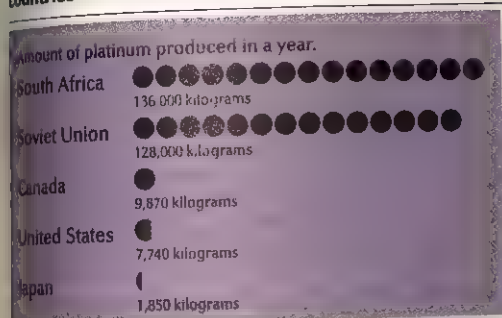 Amount of platinum produced in a year.
South Africa
136 000 kilograms
Soviet Union
128,000 kilograms
Canada
9,870 kilograms
United States
7,740 kilograms
Japan
1,850 kilograms